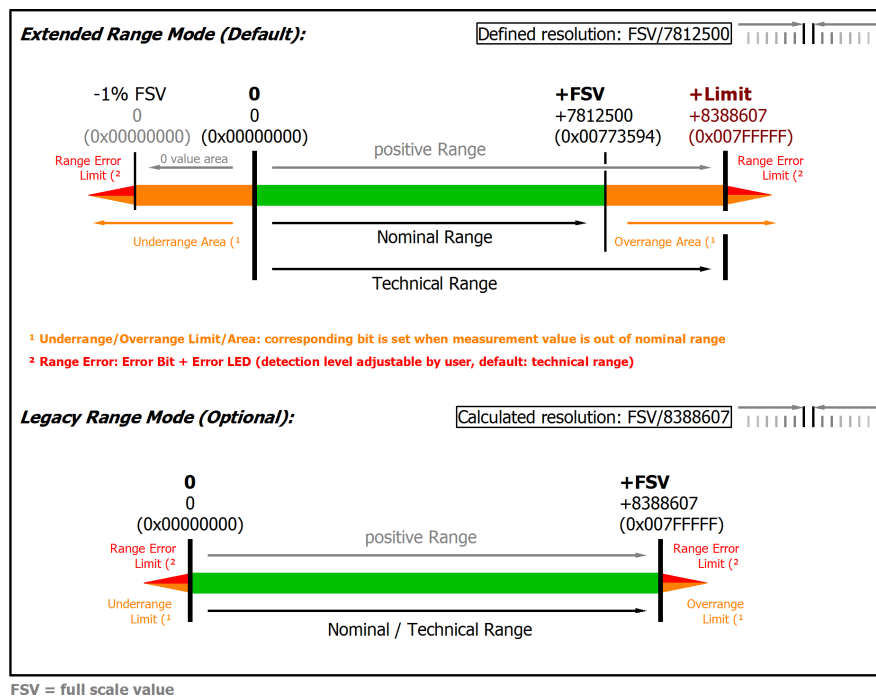 Extended Range Mode (Default):
Defined resolution: FSV/7812500
-1% FSV
0
+FSV
+Limit
0
0
+7812500
+8388607
(0x00000000)
(0x00000000)
(0x00773594)
(0x007FFFFF)
Range Error
Limit (²
0 value area
positive Range
Range Error
Limit (²
Underrange Area (¹
Nominal Range
Overrange Area (¹
Technical Range
¹ Underrange/Overrange Limit/Area: corresponding bit is set when measurement value is out of nominal range
² Range Error: Error Bit + Error LED (detection level adjustable by user, default: technical range)
Legacy Range Mode (Optional):
Calculated resolution: FSV/8388607
0
+FSV
0
+8388607
(0x00000000)
(0x007FFFFF)
Range Error
Limit (²
positive Range
Range Error
Limit (²
Underrange
Limit (¹
Overrange
Limit (¹
Nominal / Technical Range
FSV = full scale value